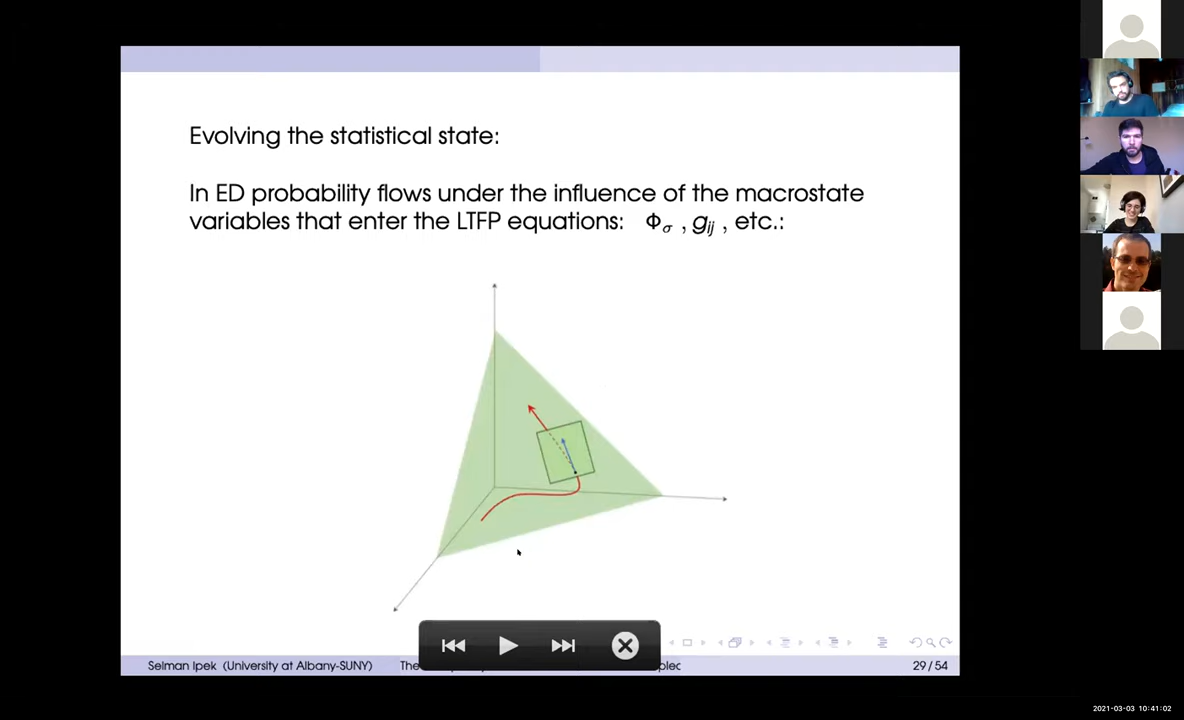 Evolving the statistical state:
In ED probability flows under the influence of the macrostate
variables that enter the LTFP equations: Φσ , gij , etc.:
Selman Ipek (University at Albany-SUNY)
29 / 54
2021-03-03 10:41:02